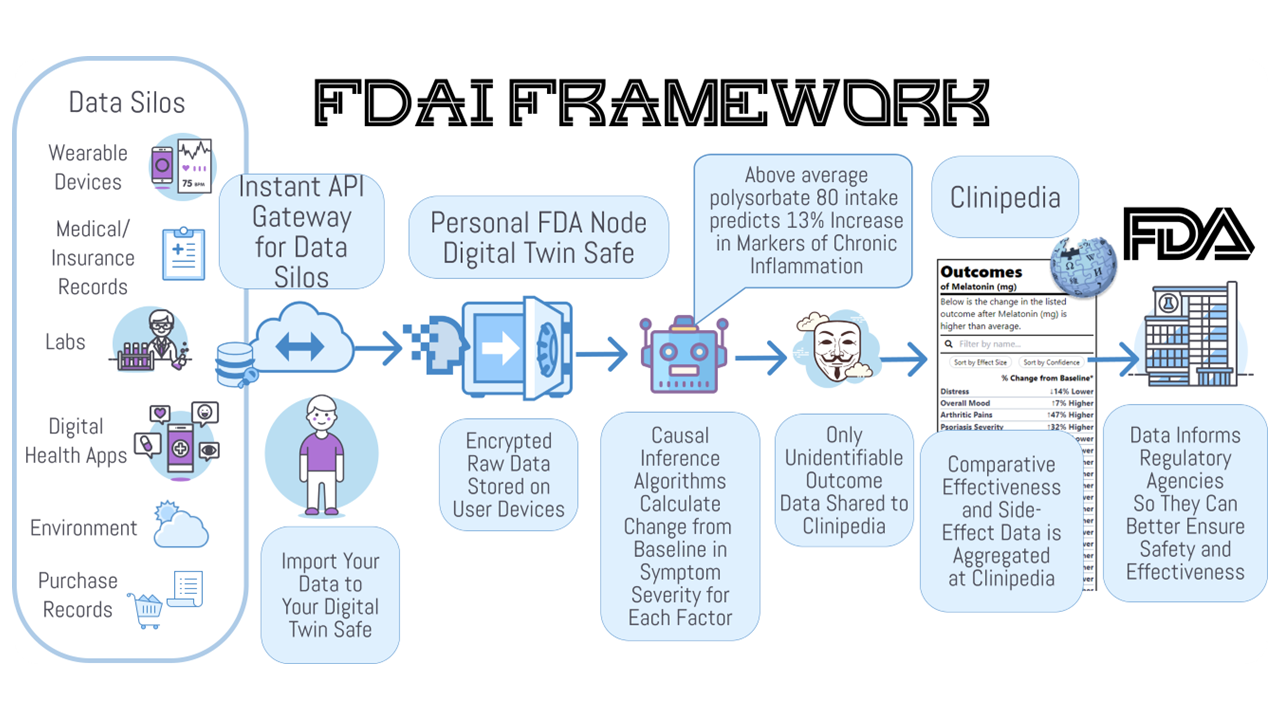 FDAI FRAMEWORK
Data Silos
Wearable
Devices
75 BPM
Medical/
Insurance
Records
Labs
Digital
Health Apps
Environment
Purchase
Records
Instant API
Gateway
for Data
Silos
Import Your
Data to
Your Digital
Twin Safe
Personal FDA Node
Digital Twin Safe
Encrypted
Raw Data
Stored on
User Devices
Above average
polysorbate 80 intake
predicts 13% Increase
in Markers of Chronic
Inflammation
Causal
Inference
Algorithms
Calculate
Change from
Baseline in
Symptom
Severity for
Each Factor
Only
Unidentifiable
Outcome
Data Shared to
Clinipedia
Clinipedia
Outcomes
of Melatonin (mg)
Below is the change in the listed
outcome after Melatonin (mg) is
higher than average.
Filter by name...
Sort by Effect Size Sort by Confidence
% Change from Baseline*
Distress ↓14% Lower
Overall Mood ↑7% Higher
Arthritic Pains ↑47% Higher
Psoriasis Severity ↑32% Higher
Comparative
Effectiveness
and Side-
Effect Data is
Aggregated
at Clinipedia
FDA
Data Informs
Regulatory
Agencies
So They Can
Better Ensure
Safety and
Effectiveness